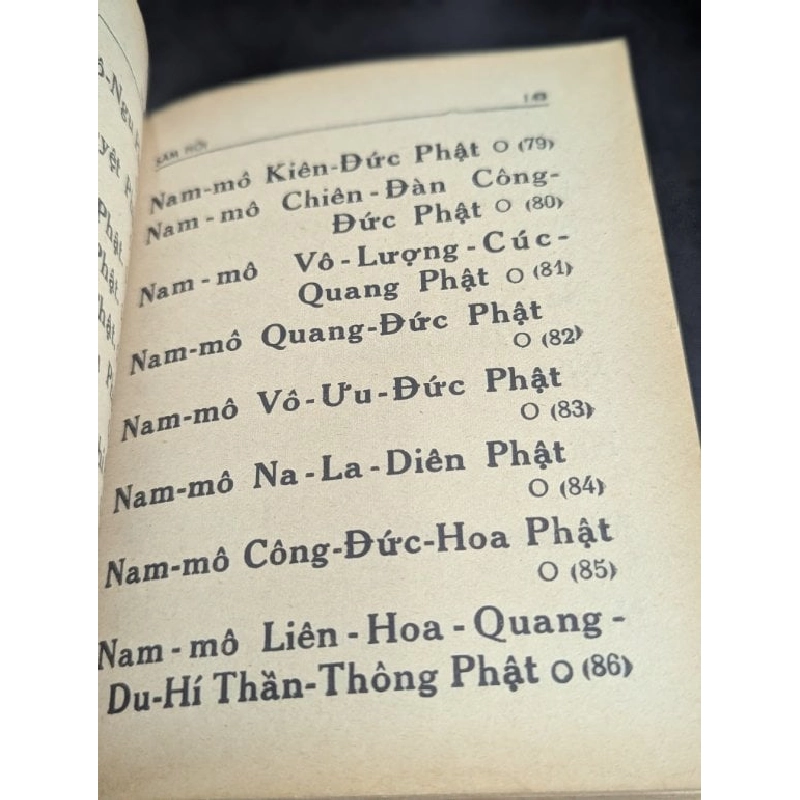 SÁM HỐI
Nam-mô Kiên-Đức Phật O (79)
Nam-mô Chiên-Đàn Công-
Đức Phật O (80)
Nam-mô Vô-Lượng-Cúc-
Quang Phật O (81)
Nam-mô Quang-Đức Phật
O (82)
Nam-mô Vô-Ưu-Đức Phật
O (83)
Nam-mô Na-La-Diên Phật
O (84)
Nam-mô Công-Đức-Hoa Phật
O (85)
Nam-mô Liên-Hoa-Quang-
Du-Hí Thần-Thông Phật O (86)